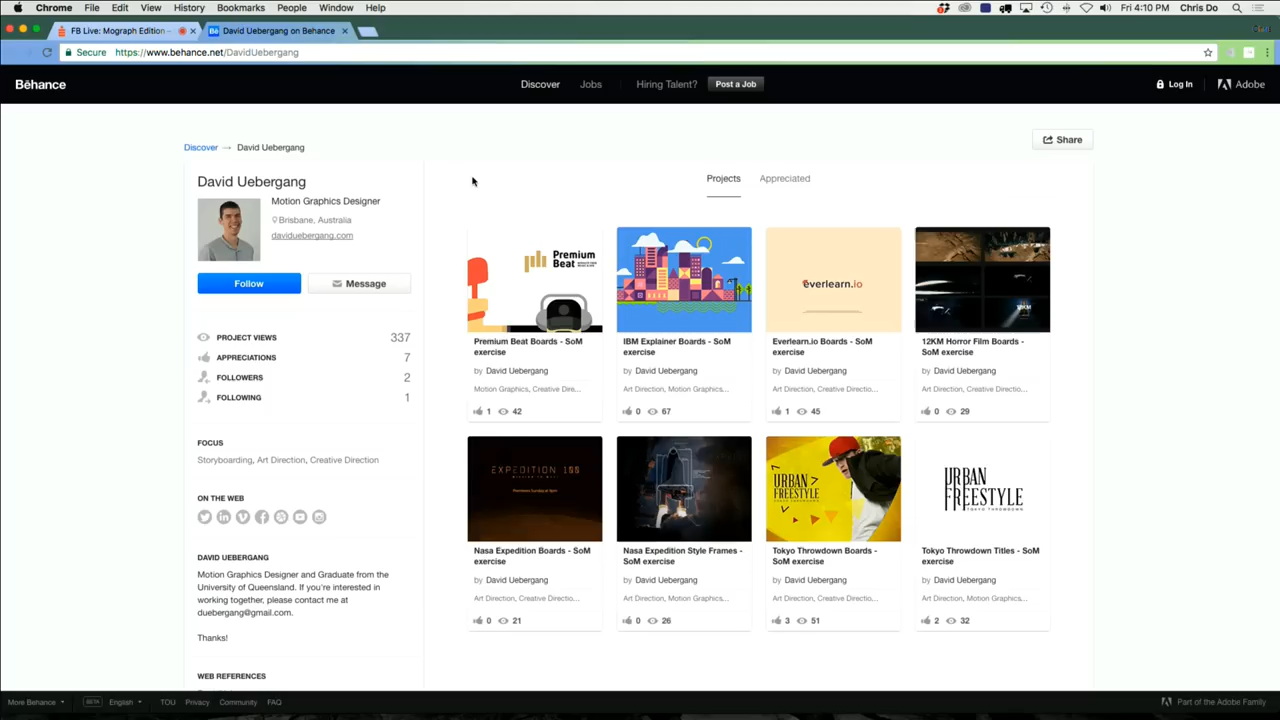 Chrome File Edit View History Bookmarks People Window Help Fri 4:10 PM Chris Do
FB Live: Mograph Edition - David Uebergang on Behance
Secure https://www.behance.net/DavidUebergang
Bēhance Discover Jobs Hiring Talent? Post a Job Log In Adobe
Discover → David Uebergang
Share
David Uebergang
Motion Graphics Designer
Brisbane, Australia
daviduebergang.com
Follow Message
PROJECT VIEWS 337
APPRECIATIONS 7
FOLLOWERS 2
FOLLOWING 1
FOCUS
Storyboarding, Art Direction, Creative Direction
ON THE WEB
DAVID UEBERGANG
Motion Graphics Designer and Graduate from the
University of Queensland. If you're interested in
working together, please contact me at
duebergang@gmail.com.
Thanks!
WEB REFERENCES
Projects Appreciated
Premium
Beat
Premium Beat Boards - SoM
exercise
by David Uebergang
Motion Graphics, Creative Dire...
1 42
IBM Explainer Boards - SoM
exercise
by David Uebergang
Art Direction, Motion Graphics...
0 67
everlearn.io
Everlearn.io Boards - SoM
exercise
by David Uebergang
Art Direction, Creative Directio...
1 45
12KM
12KM Horror Film Boards -
SoM exercise
by David Uebergang
Art Direction, Creative Directio...
0 29
EXPEDITION 100
Premieres Sunday at 9pm
Nasa Expedition Boards - SoM
exercise
by David Uebergang
Art Direction, Creative Directio...
0 21
Nasa Expedition Style Frames -
SoM exercise
by David Uebergang
Art Direction, Motion Graphics...
0 26
URBAN
FREESTYLE
Tokyo Throwdown Boards -
SoM exercise
by David Uebergang
Art Direction, Creative Directio...
3 51
URBAN
FREESTYLE
TOKYO THROWDOWN
Tokyo Throwdown Titles - SoM
exercise
by David Uebergang
Art Direction, Motion Graphics...
2 32
More Behance BETA English TOU Privacy Community FAQ Part of the Adobe Family